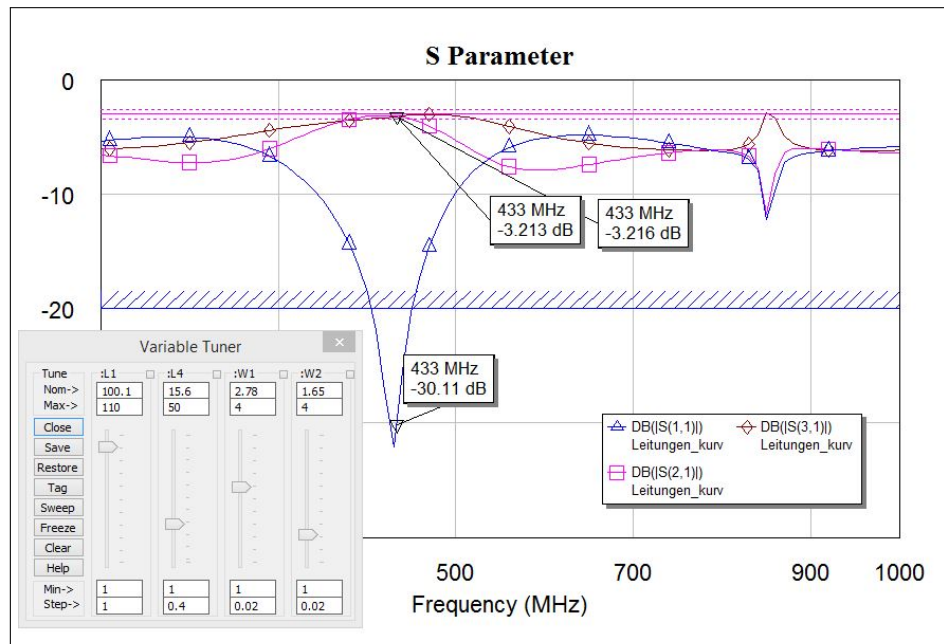 S Parameter
0
-10
-20
433 MHz
-3.213 dB
433 MHz
-3.216 dB
433 MHz
-30.11 dB
DB(|S(1,1)|)
Leitungen_kurv
DB(|S(3,1)|)
Leitungen_kurv
DB(|S(2,1)|)
Leitungen_kurv
500
700
900
1000
Frequency (MHz)
Variable Tuner
Tune :L1 :L4 :W1 :W2
Nom-> 100.1 15.6 2.78 1.65
Max-> 110 50 4 4
Close
Save
Restore
Tag
Sweep
Freeze
Clear
Help
Min-> 1 1 1 1
Step-> 1 0.4 0.02 0.02